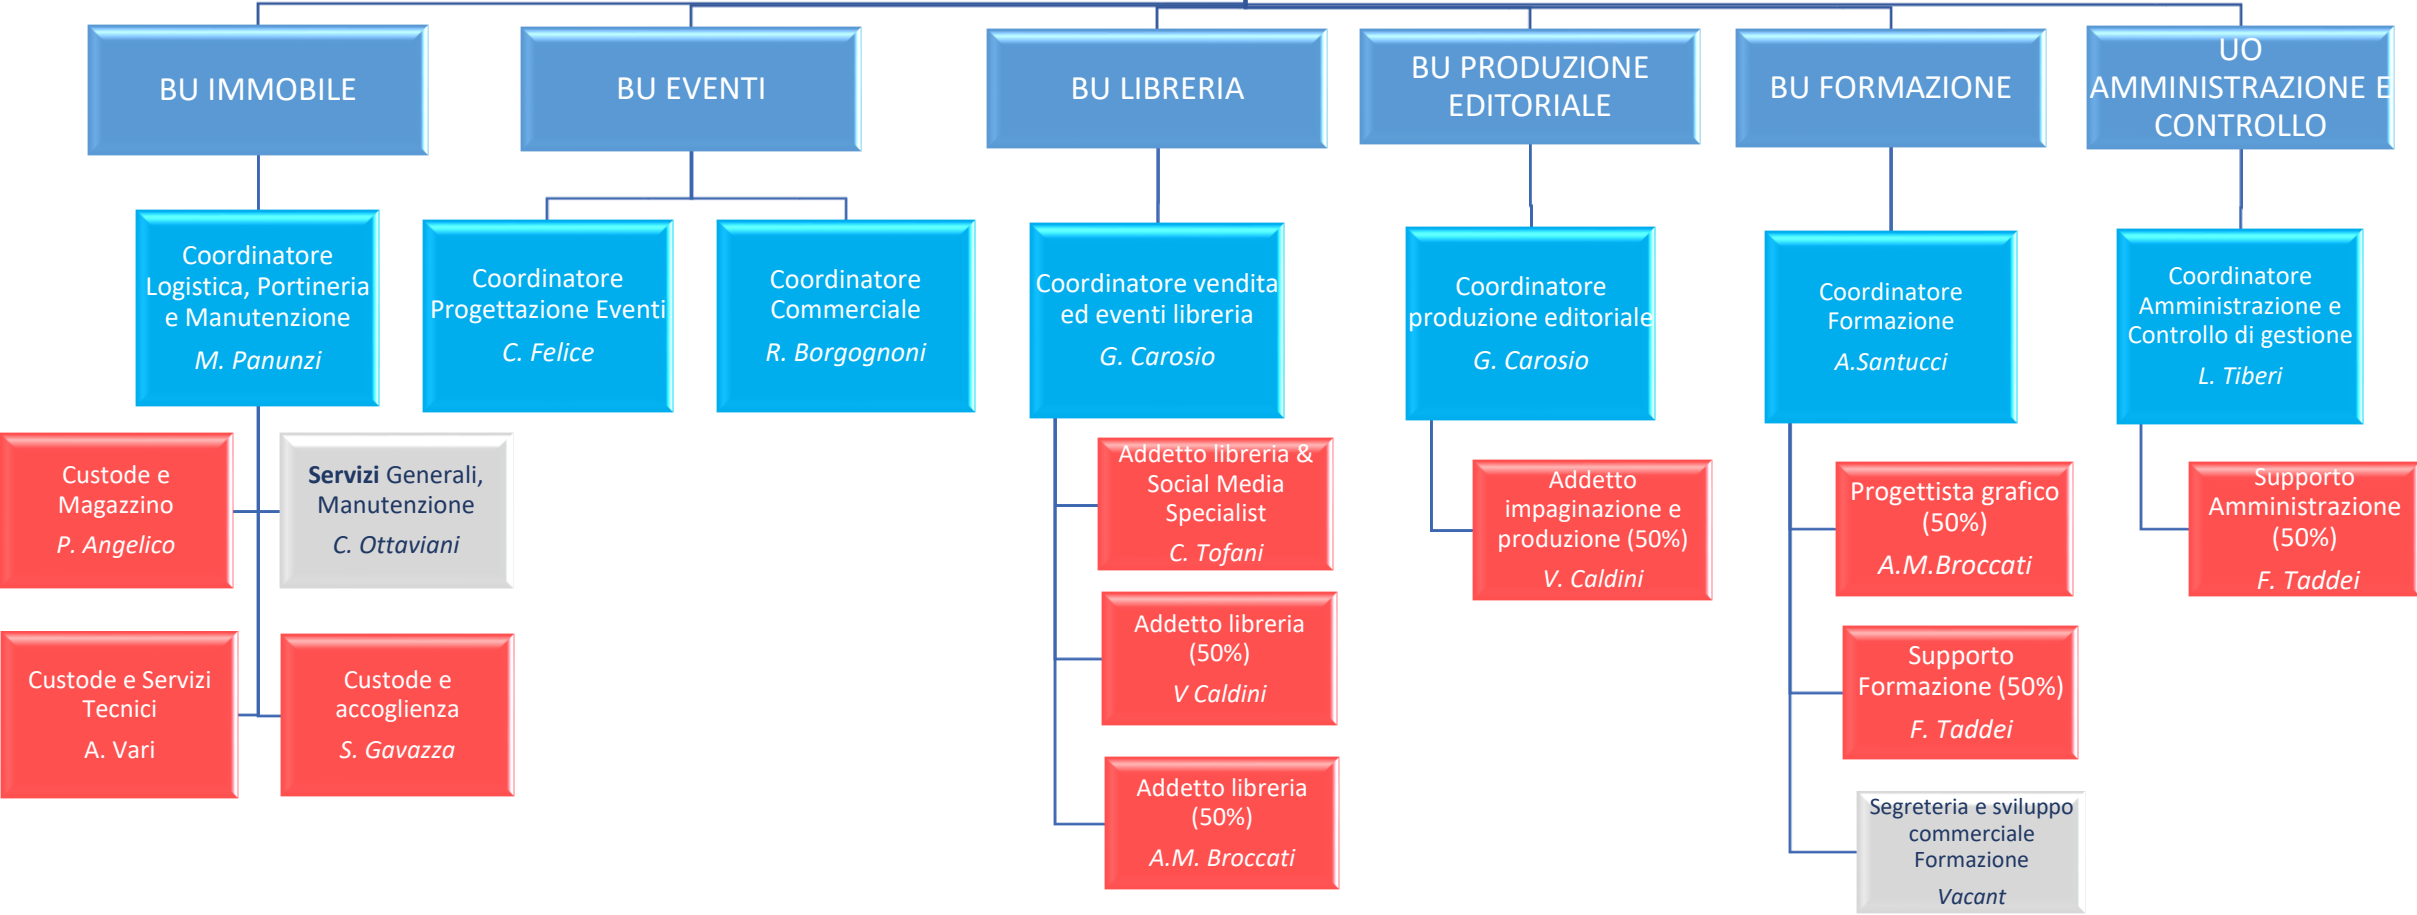 BU IMMOBILE
BU EVENTI
BU LIBRERIA
BU PRODUZIONE
EDITORIALE
BU FORMAZIONE
UO
AMMINISTRAZIONE E
CONTROLLO
Coordinatore
Logistica, Portineria
e Manutenzione
M. Panunzi
Coordinatore
Progettazione Eventi
C. Felice
Coordinatore
Commerciale
R. Borgognoni
Coordinatore vendita
ed eventi libreria
G. Carosio
Coordinatore
produzione editoriale
G. Carosio
Coordinatore
Formazione
A.Santucci
Coordinatore
Amministrazione e
Controllo di gestione
L. Tiberi
Custode e
Magazzino
P. Angelico
Servizi Generali,
Manutenzione
C. Ottaviani
Custode e Servizi
Tecnici
A. Vari
Custode e
accoglienza
S. Gavazza
Addetto libreria &
Social Media
Specialist
C. Tofani
Addetto libreria
(50%)
V Caldini
Addetto libreria
(50%)
A.M. Broccati
Addetto
impaginazione e
produzione (50%)
V. Caldini
Progettista grafico
(50%)
A.M.Broccati
Supporto
Formazione (50%)
F. Taddei
Segreteria e sviluppo
commerciale
Formazione
Vacant
Supporto
Amministrazione
(50%)
F. Taddei